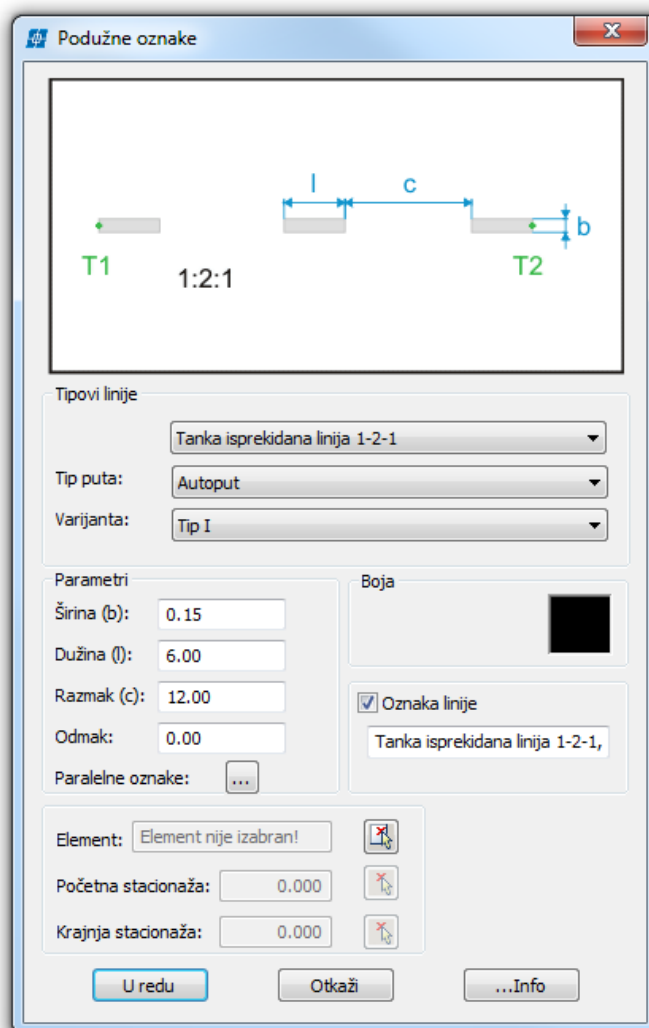 Podužne oznake
l
c
b
T1
T2
1:2:1
Tipovi linije
Tanka isprekidana linija 1-2-1
Tip puta:
Autoput
Varijanta:
Tip I
Parametri
Širina (b):
0.15
Dužina (l):
6.00
Razmak (c):
12.00
Odmak:
0.00
Paralelne oznake:
...
Boja
Oznaka linije
Tanka isprekidana linija 1-2-1,
Element:
Element nije izabran!
Početna stacionaža:
0.000
Krajnja stacionaža:
0.000
U redu
Otkaži
...Info